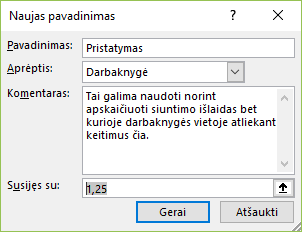 Naujas pavadinimas
Pavadinimas: Pristatymas
Aprėptis: Darbaknygė
Komentaras: Tai galima naudoti norint
apskaičiuoti siuntimo išlaidas bet
kurioje darbaknygės vietoje atliekant
keitimus čia.
Susijęs su: 1,25
Gerai Atšaukti